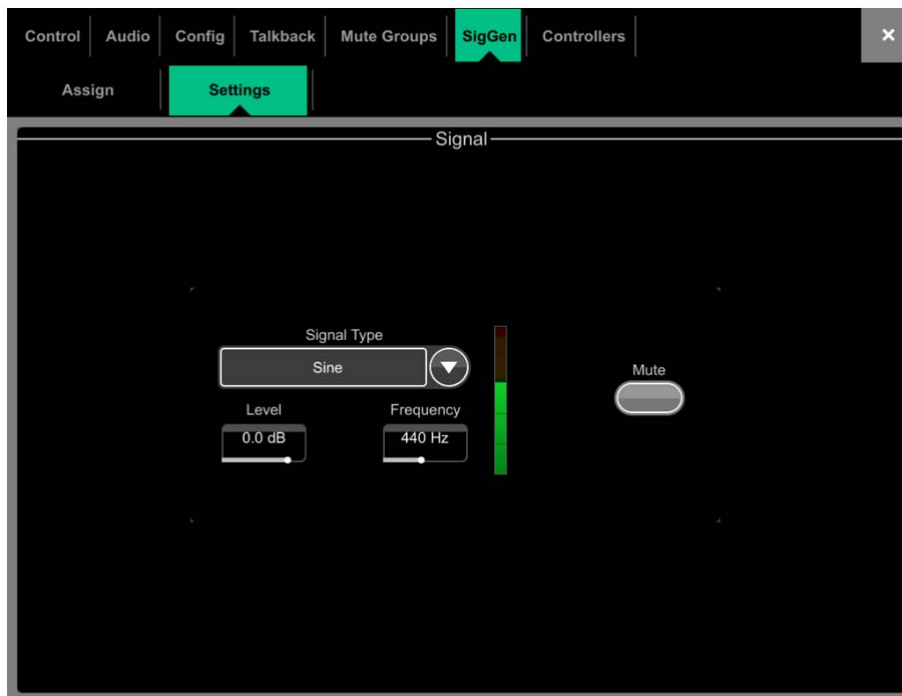 Control Audio Config Talkback Mute Groups SigGen Controllers
Assign Settings
Signal
Signal Type
Sine
Mute
Level Frequency
0.0 dB 440 Hz